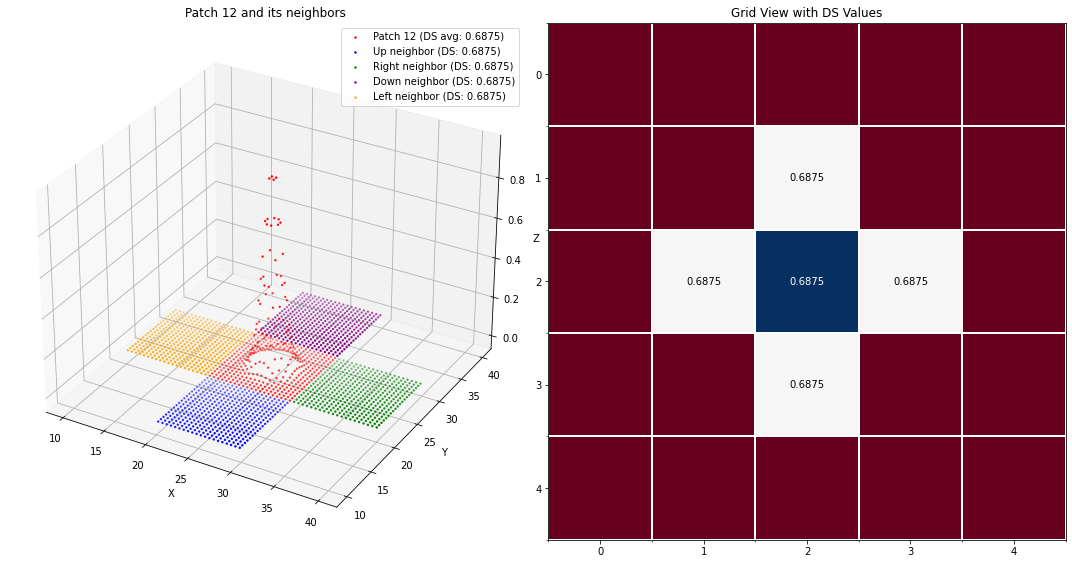 Patch 12 and its neighbors
Patch 12 (DS avg: 0.6875)
Up neighbor (DS: 0.6875)
Right neighbor (DS: 0.6875)
Down neighbor (DS: 0.6875)
Left neighbor (DS: 0.6875)
0.8
0.6
0.4
0.2
0.0
Z
10
15
20
25
30
35
40
X
10
15
20
25
30
35
40
Y
Grid View with DS Values
0
1
2
3
4
0.6875
0.6875 0.6875 0.6875
0.6875
0 1 2 3 4